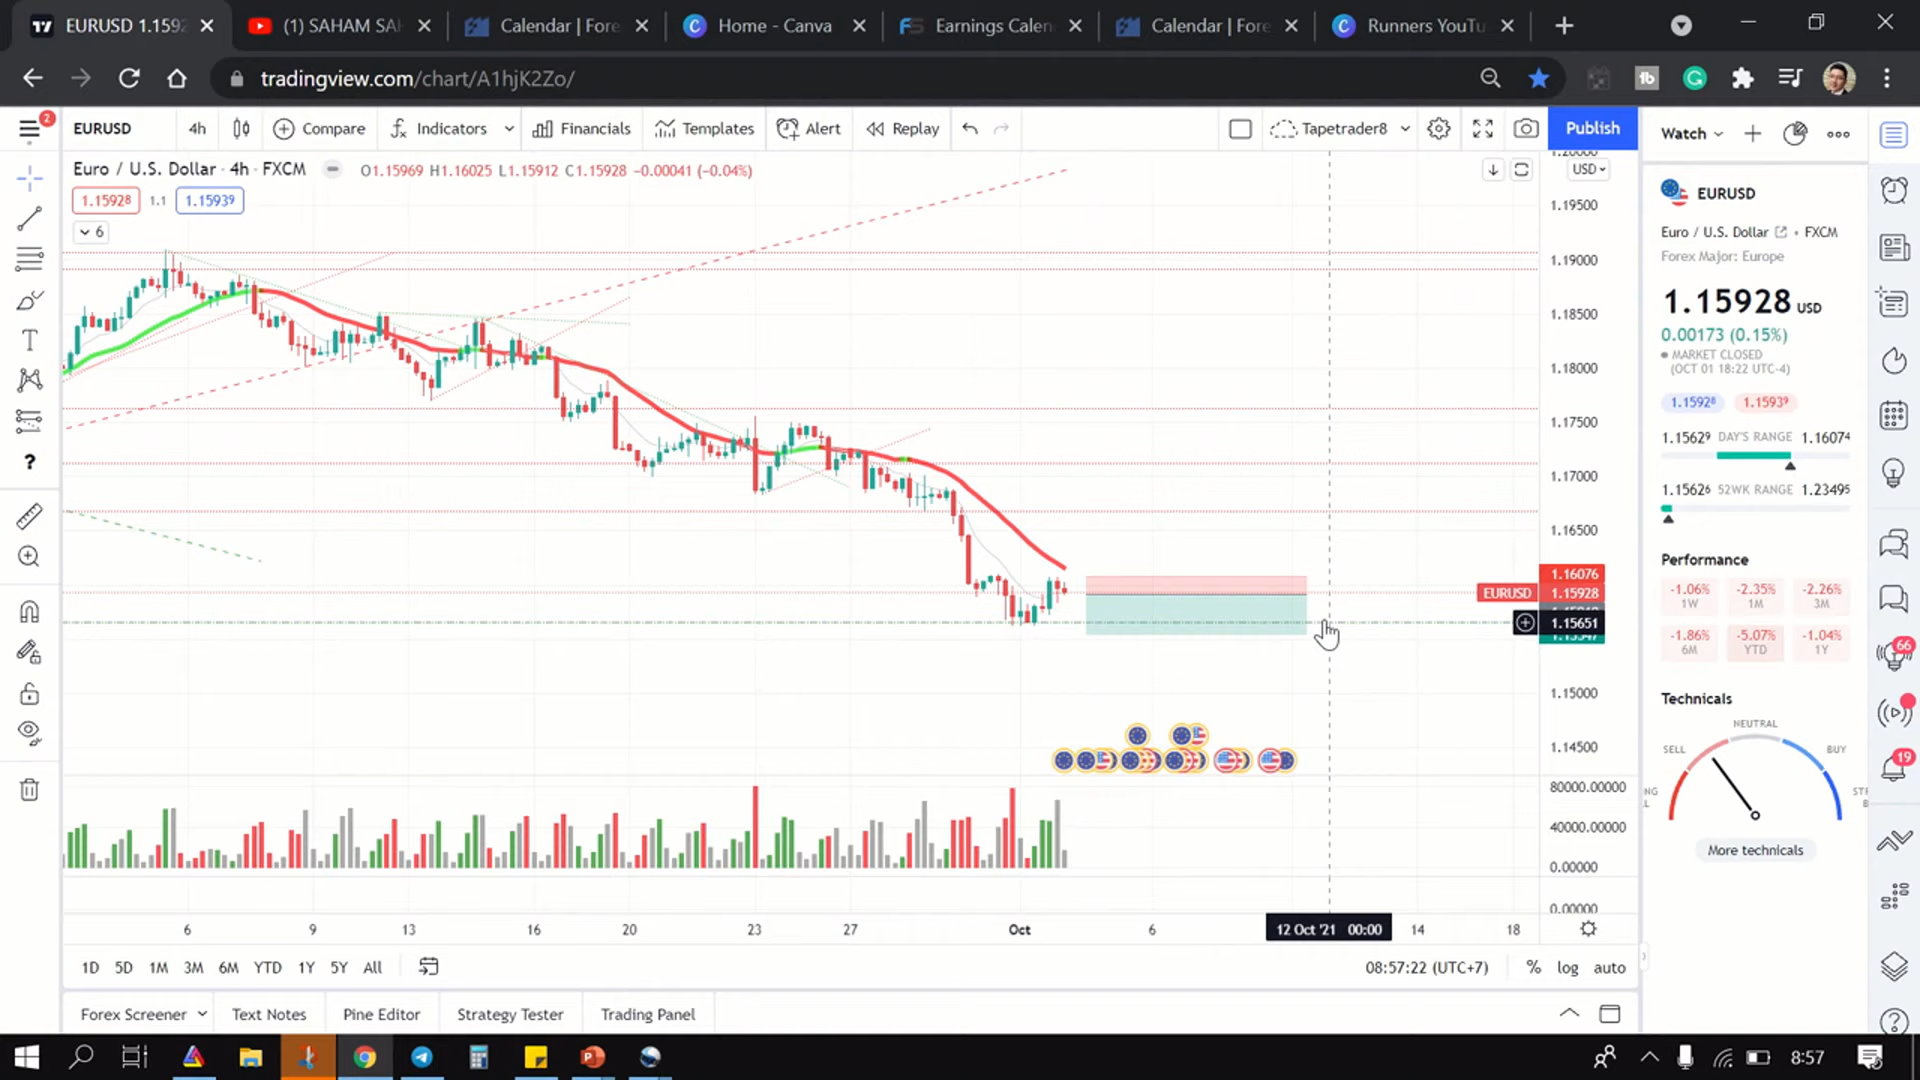 EURUSD 1.1592
(1) SAHAM SAH
Calendar | Fore
Home - Canva
Earnings Calen
Calendar | Fore
Runners YouTu
tradingview.com/chart/A1hjK2Zo/
2
EURUSD
4h
Compare
Indicators
Financials
Templates
Alert
Replay
Tapetrader8
Publish
Watch
Euro / U.S. Dollar · 4h · FXCM
O1.15969 H1.16025 L1.15912 C1.15928 −0.00041 (−0.04%)
1.15928
1.1
1.15939
6
USD
1.20000
1.19500
1.19000
1.18500
1.18000
1.17500
1.17000
1.16500
1.16076
EURUSD
1.15928
1.15651
1.15000
1.14500
80000.00000
40000.00000
0.00000
0.00000
6
9
13
16
20
23
27
Oct
6
12 Oct '21 00:00
14
18
1D
5D
1M
3M
6M
YTD
1Y
5Y
All
08:57:22 (UTC+7)
%
log
auto
Forex Screener
Text Notes
Pine Editor
Strategy Tester
Trading Panel
EURUSD
Euro / U.S. Dollar
• FXCM
Forex Major: Europe
1.15928 USD
0.00173 (0.15%)
MARKET CLOSED
(OCT 01 18:22 UTC-4)
1.15928
1.15939
1.15629 DAY'S RANGE 1.16074
1.15626 52WK RANGE 1.23495
Performance
-1.06%
1W
-2.35%
1M
-2.26%
3M
-1.86%
6M
-5.07%
YTD
-1.04%
1Y
Technicals
NEUTRAL
SELL
BUY
More technicals
66
19
8:57